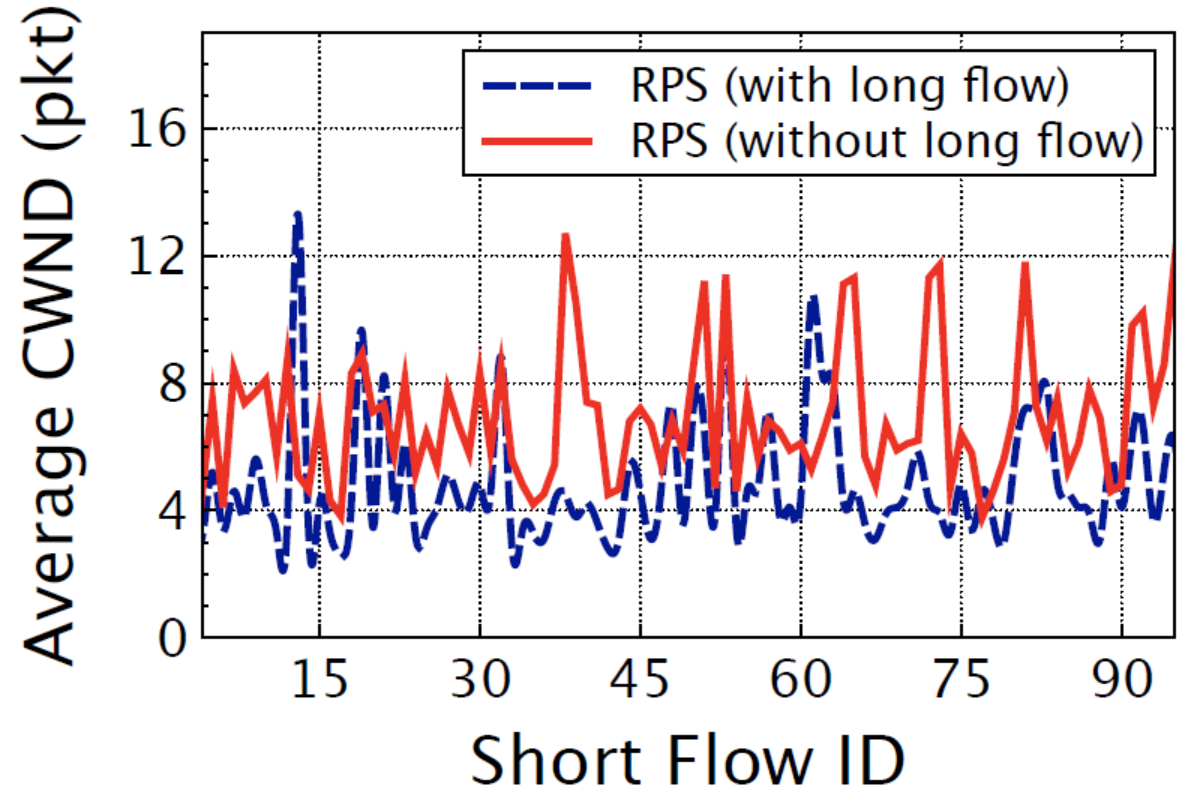 Average CWND (pkt)
RPS (with long flow)
RPS (without long flow)
16
12
8
4
0
15 30 45 60 75 90
Short Flow ID